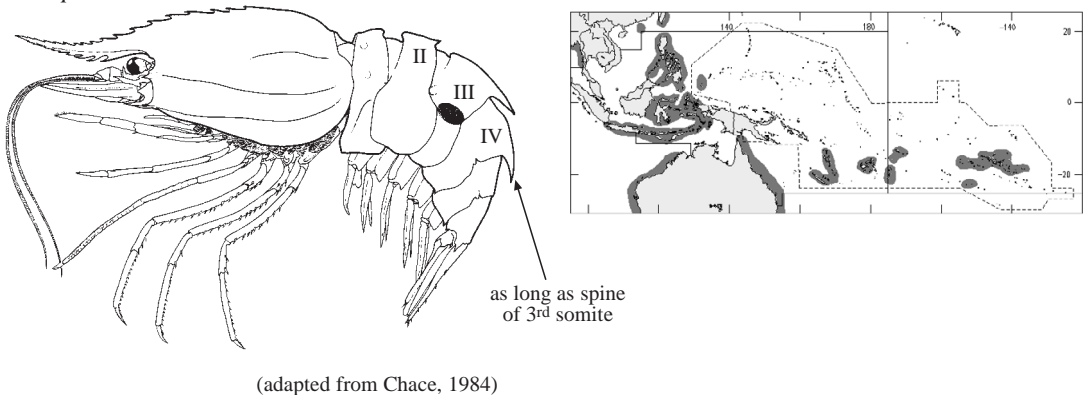 II
III
IV
as long as spine
of 3rd somite
(adapted from Chace, 1984)
140
180
-140
20
0
-20